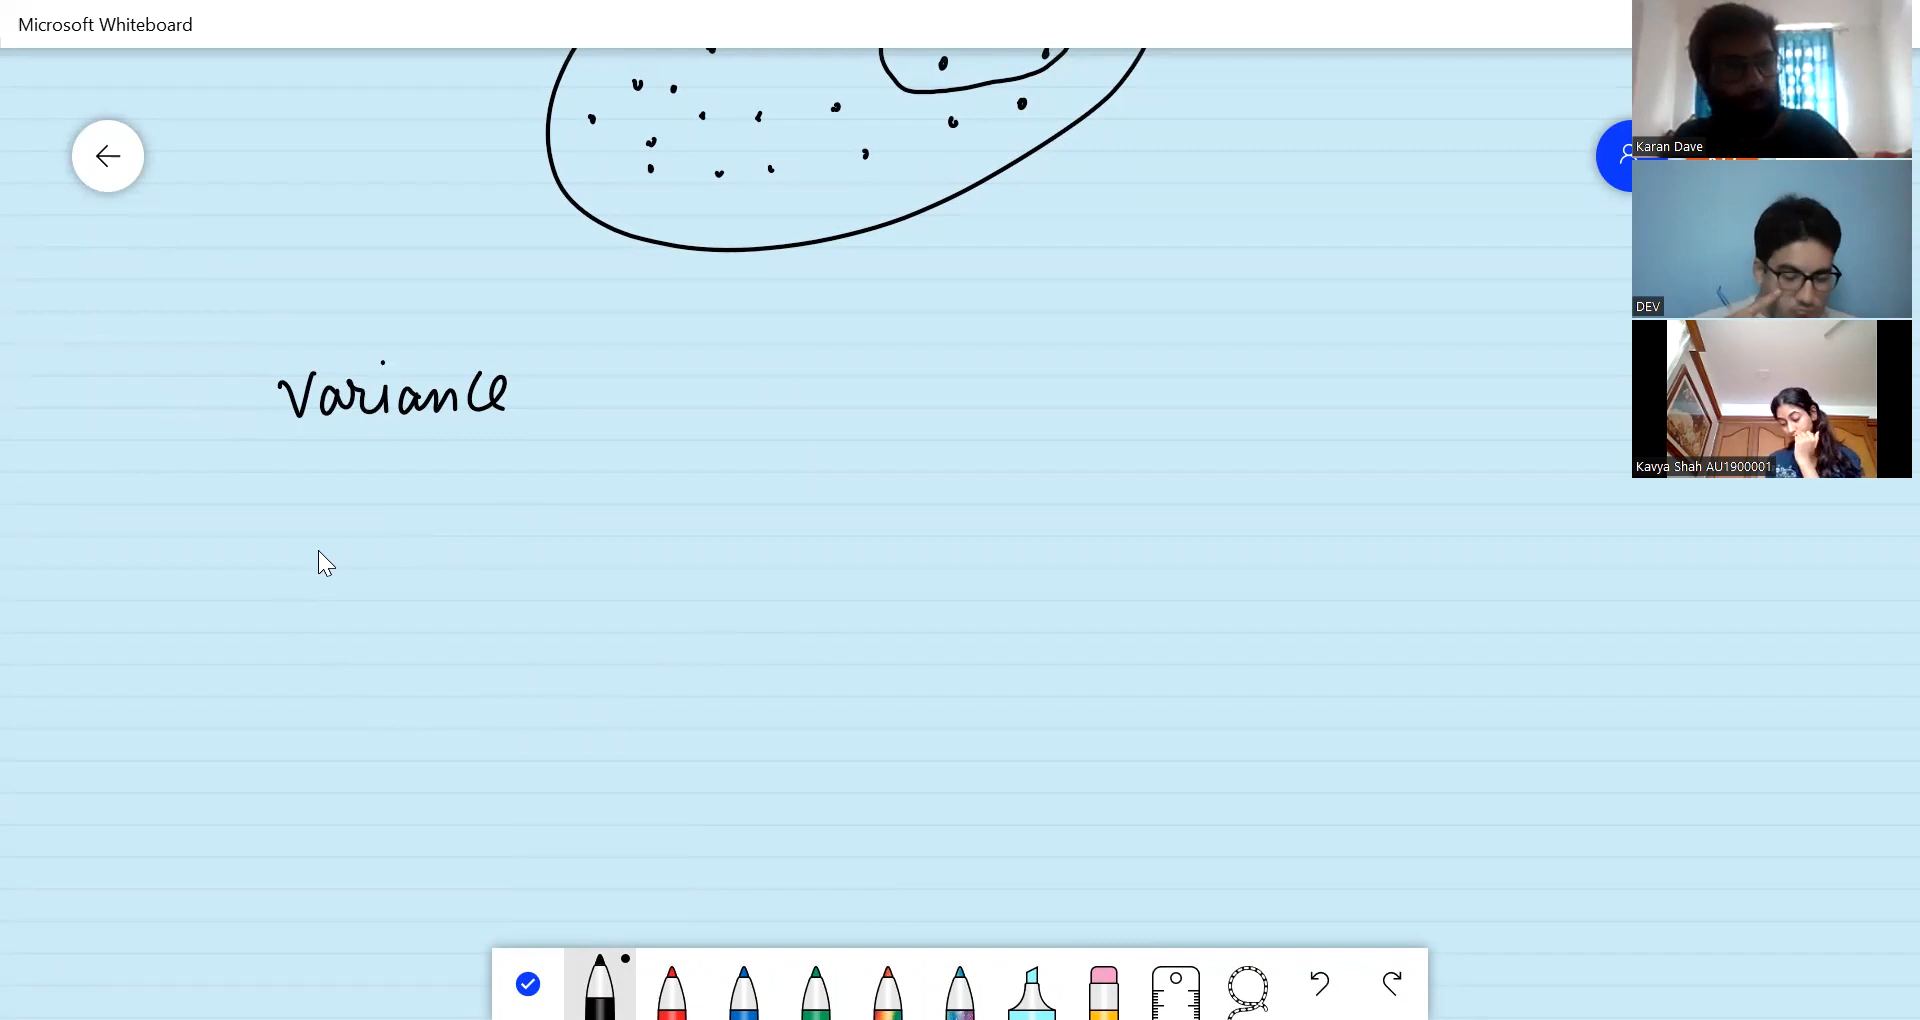 Microsoft Whiteboard
Karan Dave
DEV
Variance
Kavya Shah AU1900001